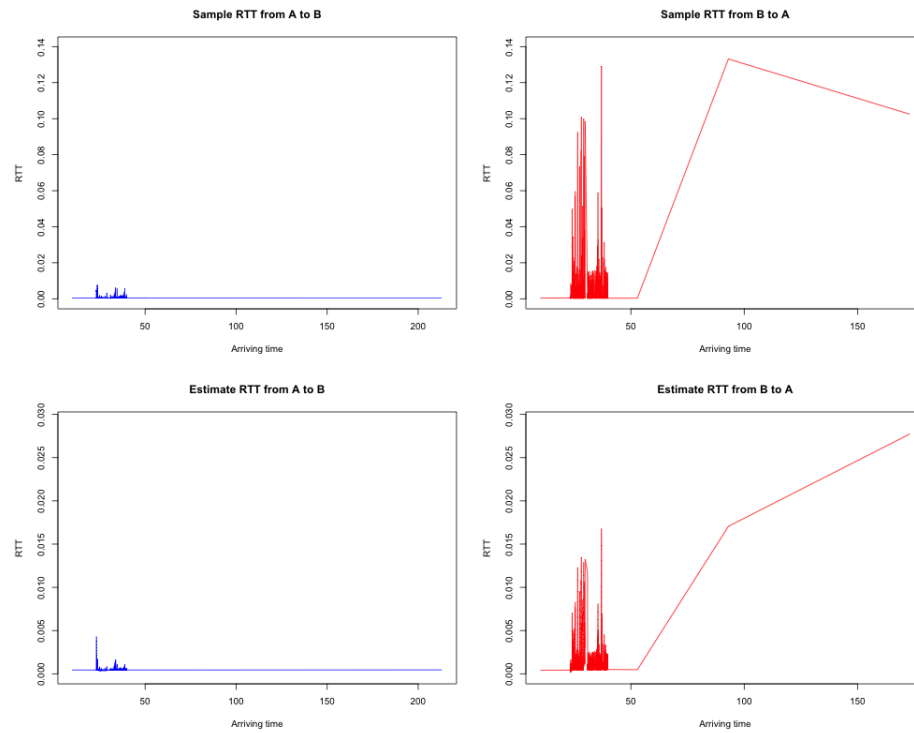 Sample RTT from A to B
RTT
0.00 0.02 0.04 0.06 0.08 0.10 0.12 0.14
50 100 150 200
Arriving time
Sample RTT from B to A
RTT
0.00 0.02 0.04 0.06 0.08 0.10 0.12 0.14
50 100 150
Arriving time
Estimate RTT from A to B
RTT
0.000 0.005 0.010 0.015 0.020 0.025 0.030
50 100 150 200
Arriving time
Estimate RTT from B to A
RTT
0.000 0.005 0.010 0.015 0.020 0.025 0.030
50 100 150
Arriving time